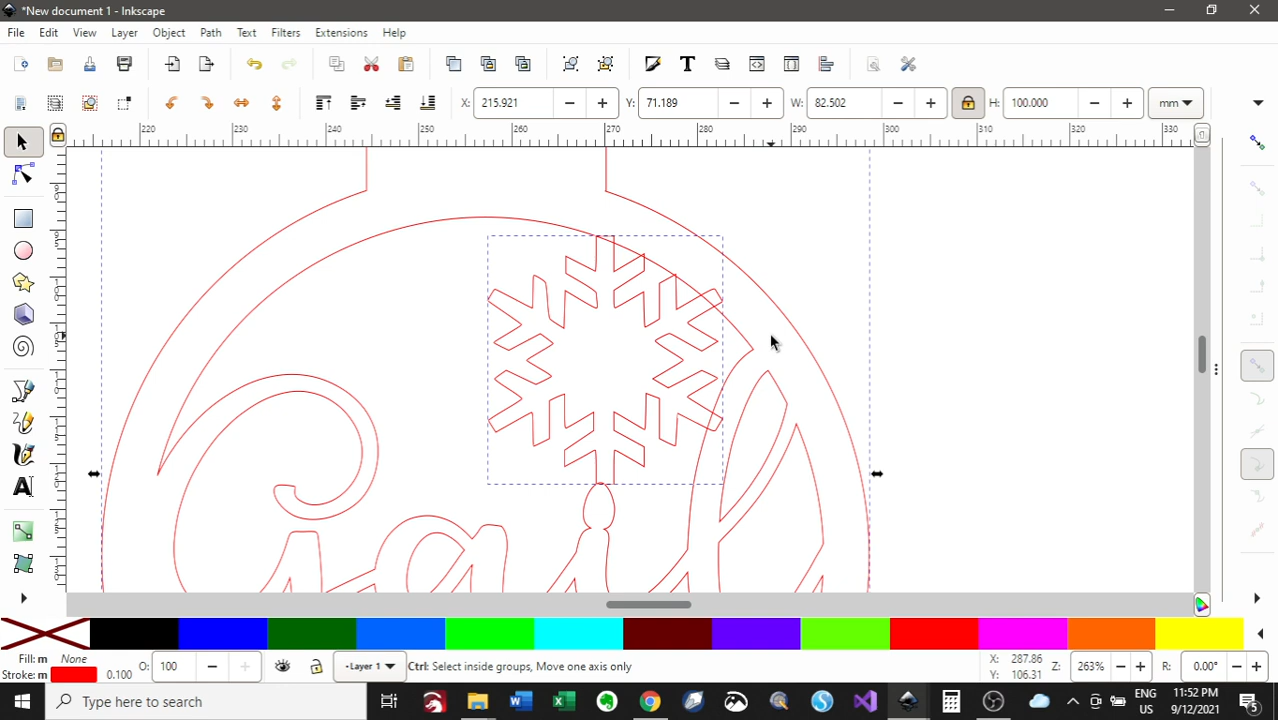 *New document 1 - Inkscape
File Edit View Layer Object Path Text Filters Extensions Help
X: 215.921 Y: 71.189 W: 82.502 H: 100.000 mm
220 230 240 250 260 270 280 290 300 310 320 330
Gail
Fill: m None O: 100 Layer 1 Ctrl: Select inside groups, Move one axis only X: 287.86 Z: 263% R: 0.00°
Stroke: m 0.100 Y: 106.31
Type here to search
ENG 11:52 PM
US 9/12/2021 5